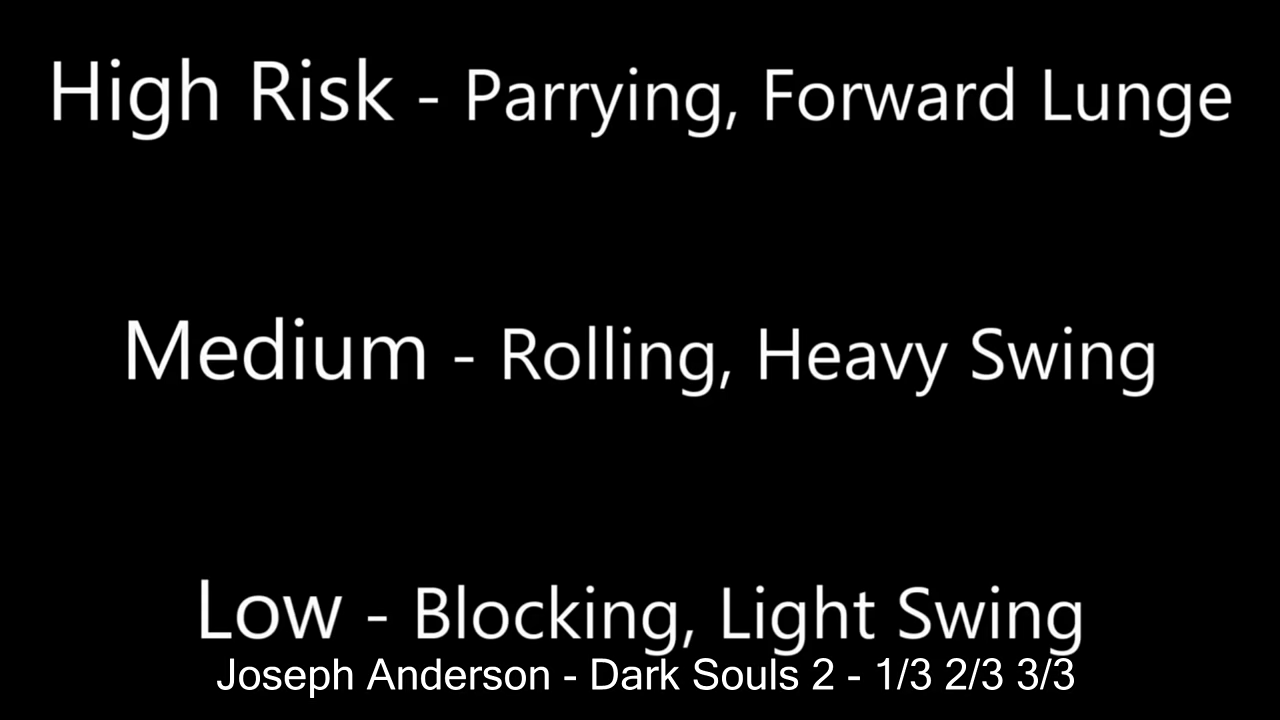 High Risk - Parrying, Forward Lunge
Medium - Rolling, Heavy Swing
Low - Blocking, Light Swing
Joseph Anderson - Dark Souls 2 - 1/3 2/3 3/3